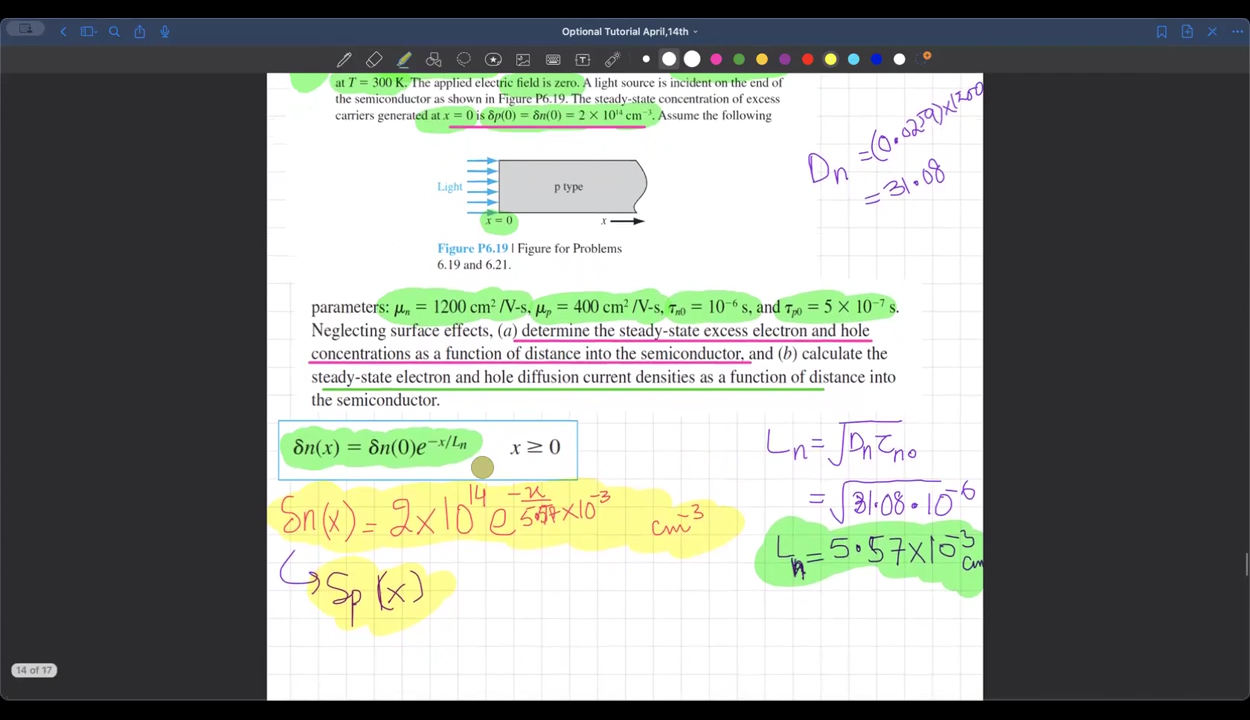 Optional Tutorial April,14th
at T = 300 K. The applied electric field is zero. A light source is incident on the end of
the semiconductor as shown in Figure P6.19. The steady-state concentration of excess
carriers generated at x = 0 is δp(0) = δn(0) = 2 × 10¹⁴ cm⁻³. Assume the following
Dn = (0.0259)×1200
= 31.08
Light
p type
x = 0
x
Figure P6.19 | Figure for Problems
6.19 and 6.21.
parameters: μₙ = 1200 cm²/V-s, μₚ = 400 cm²/V-s, τₙ₀ = 10⁻⁶ s, and τₚ₀ = 5 × 10⁻⁷ s.
Neglecting surface effects, (a) determine the steady-state excess electron and hole
concentrations as a function of distance into the semiconductor, and (b) calculate the
steady-state electron and hole diffusion current densities as a function of distance into
the semiconductor.
δn(x) = δn(0)e^(−x/Lₙ) x ≥ 0
Ln = √(Dn τno)
= √(31.08 · 10⁻⁶)
Ln = 5.57×10⁻³ cm
δn(x) = 2×10¹⁴ e^(−x/5.57×10⁻³) cm⁻³
δp(x)
14 of 17